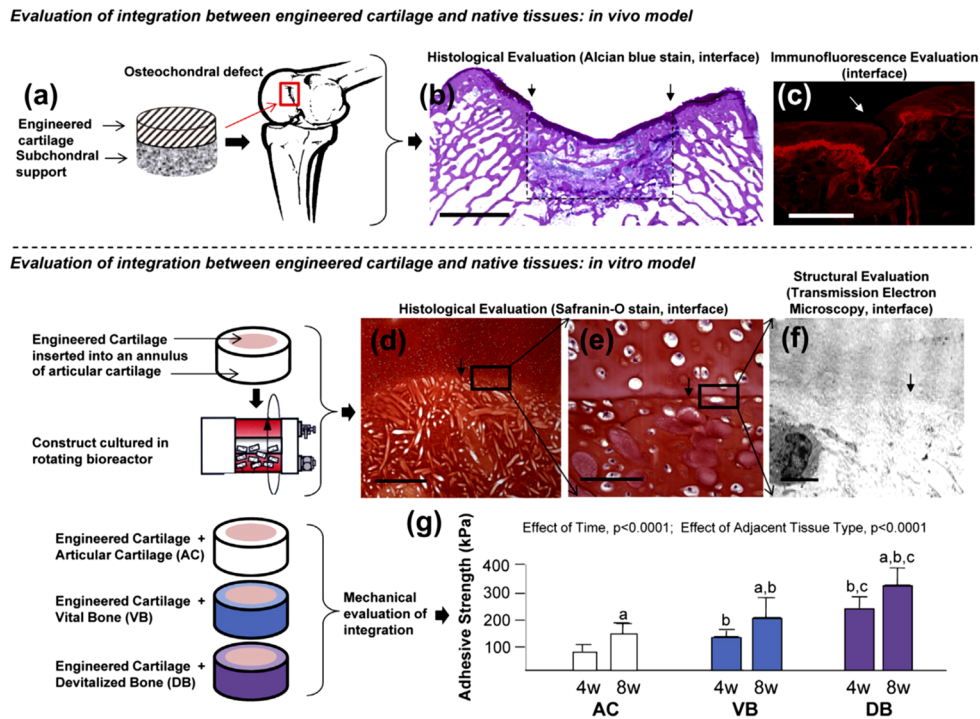 Evaluation of integration between engineered cartilage and native tissues: in vivo model
(a)
Osteochondral defect
Engineered
cartilage
Subchondral
support
Histological Evaluation (Alcian blue stain, interface)
(b)
Immunofluorescence Evaluation
(interface)
(c)
Evaluation of integration between engineered cartilage and native tissues: in vitro model
Engineered Cartilage
inserted into an annulus
of articular cartilage
Construct cultured in
rotating bioreactor
Histological Evaluation (Safranin-O stain, interface)
(d)
(e)
Structural Evaluation
(Transmission Electron
Microscopy, interface)
(f)
Engineered Cartilage +
Articular Cartilage (AC)
Engineered Cartilage +
Vital Bone (VB)
Engineered Cartilage +
Devitalized Bone (DB)
Mechanical
evaluation of
integration
(g)
Effect of Time, p<0.0001; Effect of Adjacent Tissue Type, p<0.0001
Adhesive Strength (kPa)
400
300
200
100
a
b
a,b
b,c
a,b,c
4w 8w
4w 8w
4w 8w
AC
VB
DB